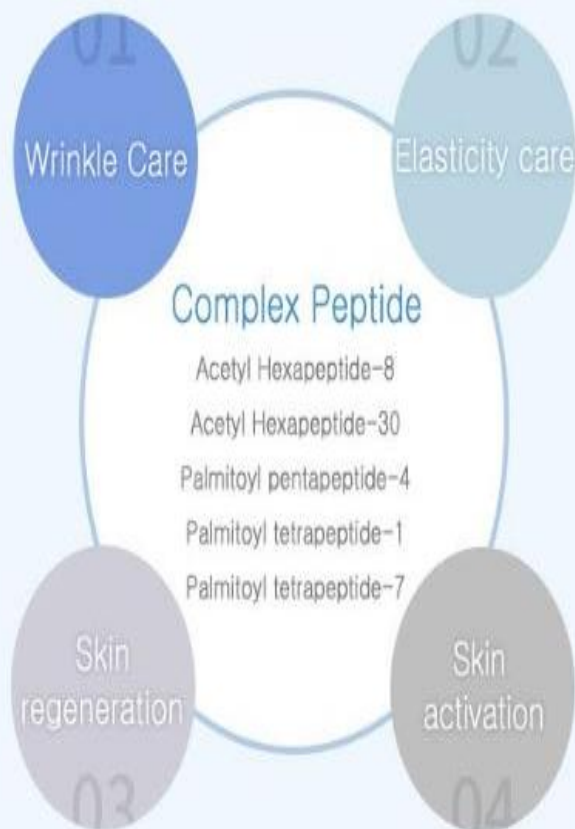 01
Wrinkle Care
02
Elasticity care
Complex Peptide
Acetyl Hexapeptide-8
Acetyl Hexapeptide-30
Palmitoyl pentapeptide-4
Palmitoyl tetrapeptide-1
Palmitoyl tetrapeptide-7
Skin
regeneration
03
Skin
activation
04